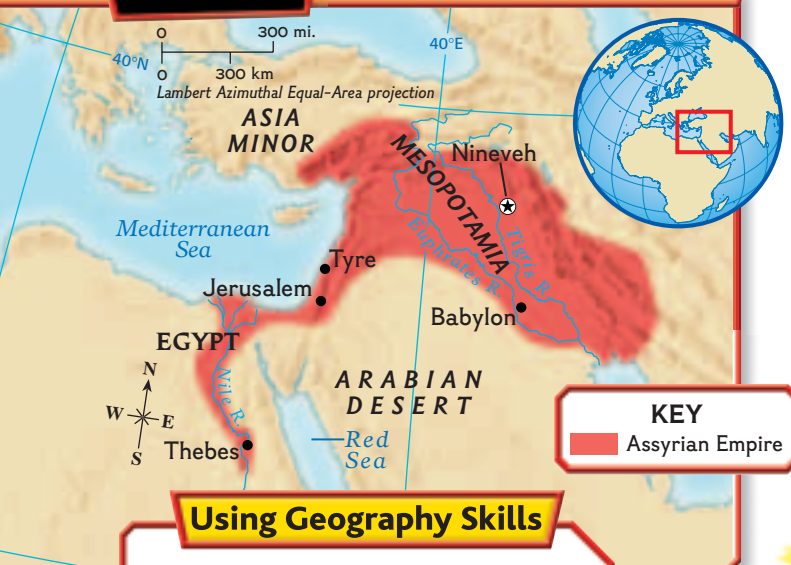 0 300 mi.
0 300 km
Lambert Azimuthal Equal-Area projection
40°N
40°E
ASIA
MINOR
MESOPOTAMIA
Nineveh
Mediterranean
Sea
Tyre
Jerusalem
Euphrates R.
Tigris R.
Babylon
EGYPT
Nile R.
ARABIAN
DESERT
N
W E
S
Thebes
Red
Sea
KEY
Assyrian Empire
Using Geography Skills